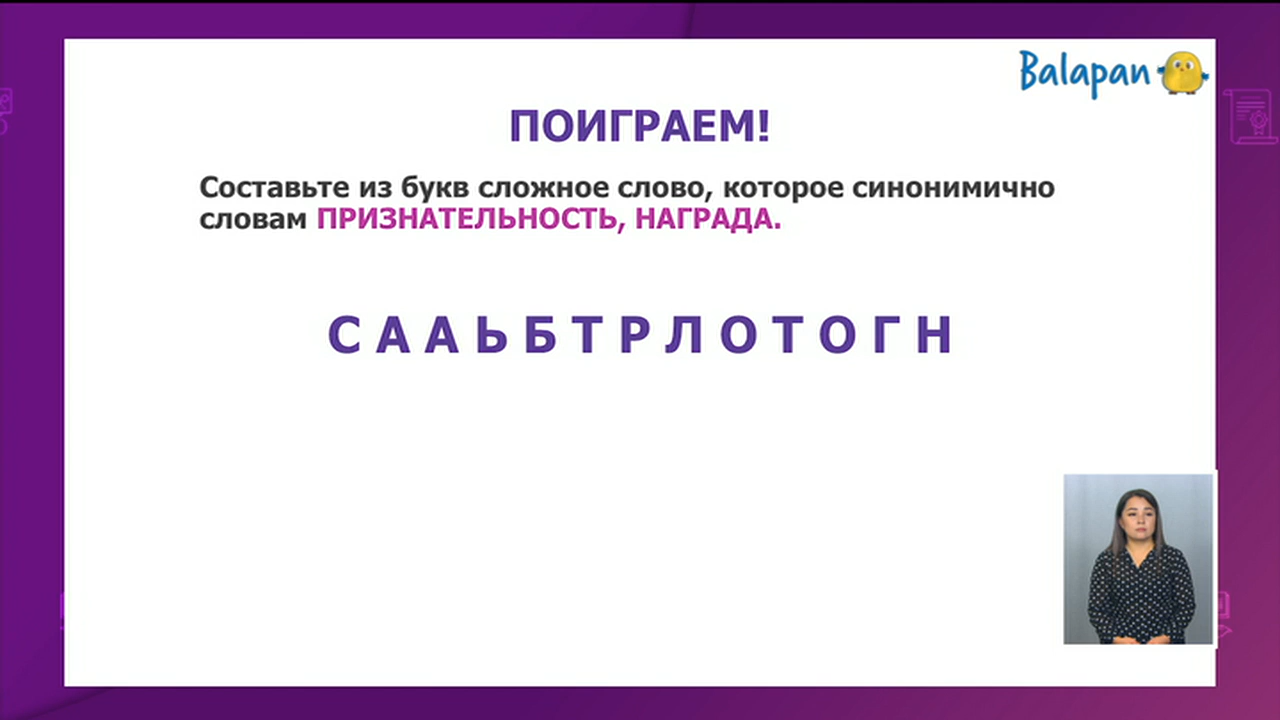 Balapan
ПОИГРАЕМ!
Составьте из букв сложное слово, которое синонимично
словам ПРИЗНАТЕЛЬНОСТЬ, НАГРАДА.
С А А Ь Б Т Р Л О Т О Г Н